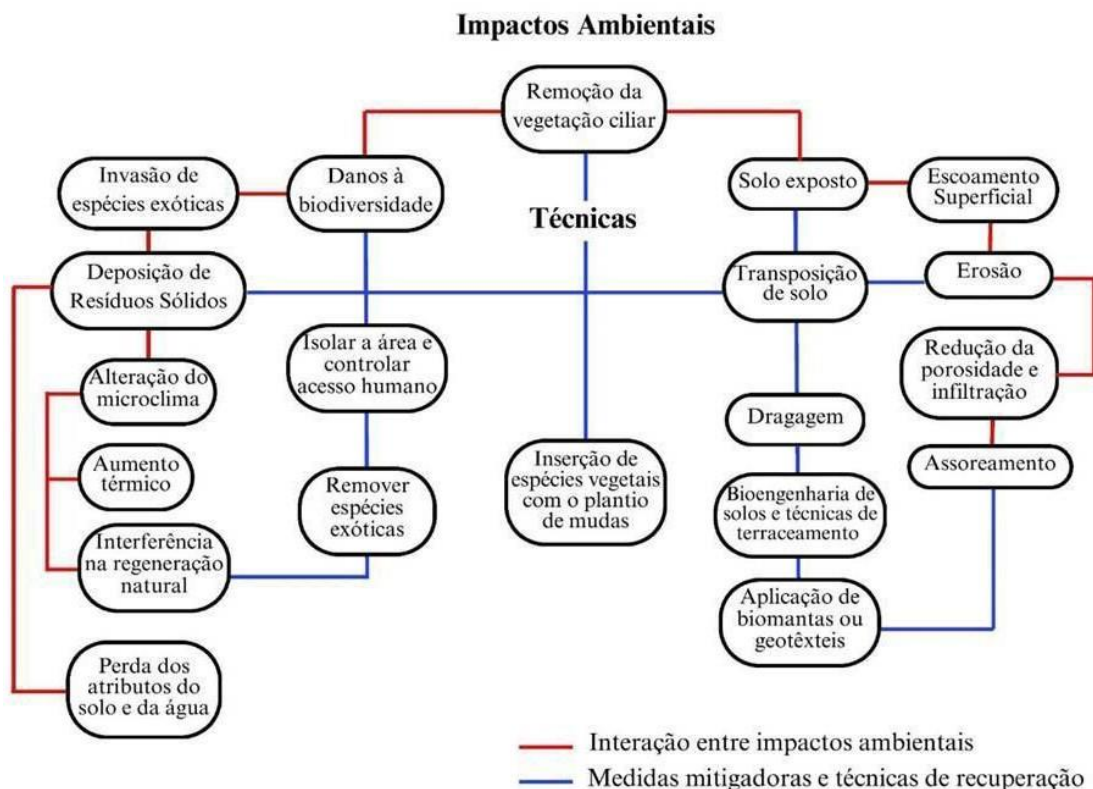 Impactos Ambientais
Remoção da
vegetação ciliar
Invasão de
espécies exóticas
Danos à
biodiversidade
Solo exposto
Escoamento
Superficial
Técnicas
Deposição de
Resíduos Sólidos
Transposição
de solo
Erosão
Isolar a área e
controlar
acesso humano
Redução da
porosidade e
infiltração
Alteração do
microclima
Dragagem
Aumento
térmico
Inserção de
espécies vegetais
com o plantio
de mudas
Assoreamento
Remover
espécies
exóticas
Bioengenharia de
solos e técnicas de
terraceamento
Interferência
na regeneração
natural
Aplicação de
biomantas ou
geotêxteis
Perda dos
atributos do
solo e da água
Interação entre impactos ambientais
Medidas mitigadoras e técnicas de recuperação